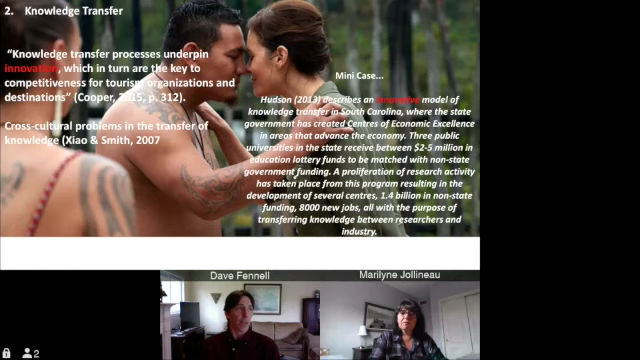 2. Knowledge Transfer
"Knowledge transfer processes underpin
innovation, which in turn are the key to
competitiveness for tourism organizations and
destinations" (Cooper, 2015, p. 312).
Cross-cultural problems in the transfer of
knowledge (Xiao & Smith, 2007
Mini Case...
Hudson (2013) describes an innovative model of
knowledge transfer in South Carolina, where the state
government has created Centres of Economic Excellence
in areas that advance the economy. Three public
universities in the state receive between $2-5 million in
education lottery funds to be matched with non-state
government funding. A proliferation of research activity
has taken place from this program resulting in the
development of several centres, 1.4 billion in non-state
funding, 8000 new jobs, all with the purpose of
transferring knowledge between researchers and
industry.
Dave Fennell
Marilyne Jollineau
2